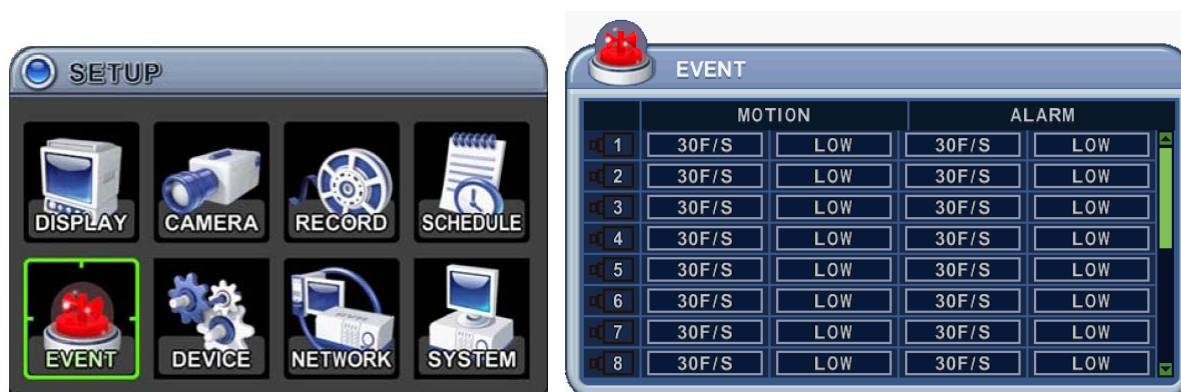 SETUP
DISPLAY CAMERA RECORD SCHEDULE
EVENT DEVICE NETWORK SYSTEM
EVENT
MOTION ALARM
1 30F/S LOW 30F/S LOW
2 30F/S LOW 30F/S LOW
3 30F/S LOW 30F/S LOW
4 30F/S LOW 30F/S LOW
5 30F/S LOW 30F/S LOW
6 30F/S LOW 30F/S LOW
7 30F/S LOW 30F/S LOW
8 30F/S LOW 30F/S LOW